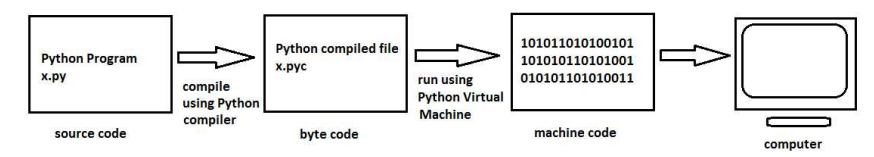 Python Program
x.py
source code
compile
using Python
compiler
Python compiled file
x.pyc
byte code
run using
Python Virtual
Machine
101011010100101
101010110101001
010101101010011
machine code
computer